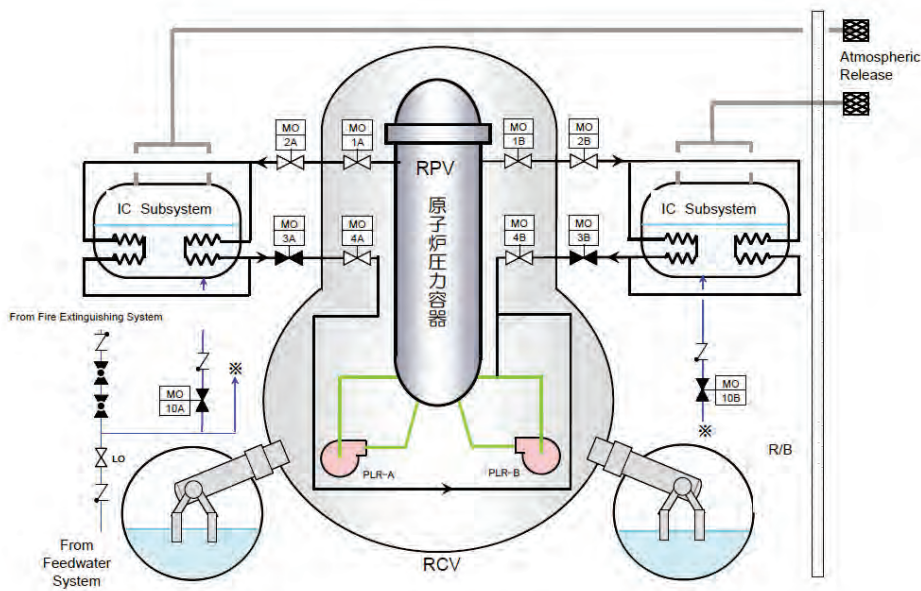 Atmospheric
Release
MO
2A
MO
1A
MO
1B
MO
2B
RPV
原子炉圧力容器
IC Subsystem
IC Subsystem
MO
3A
MO
4A
MO
4B
MO
3B
From Fire Extinguishing System
※
MO
10A
MO
10B
※
LO
PLR-A
PLR-B
R/B
From
Feedwater
System
RCV